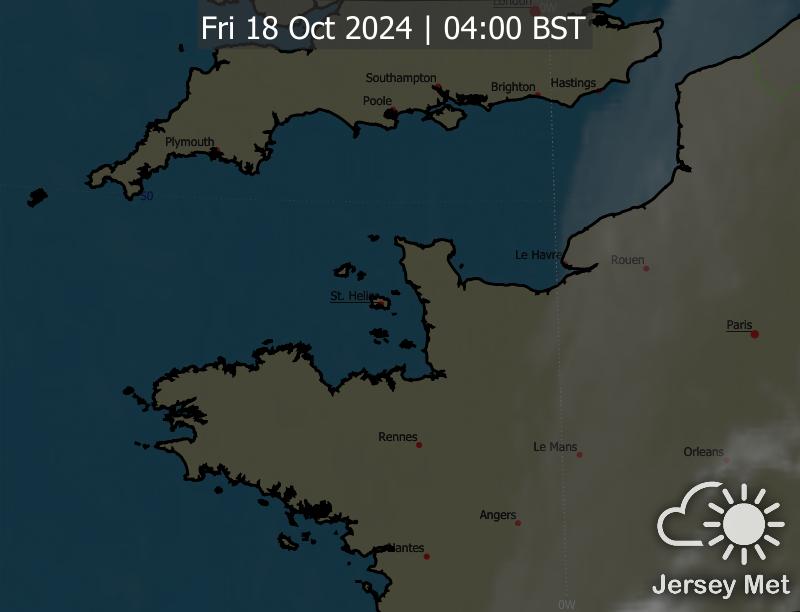 London
0W
Fri 18 Oct 2024 | 04:00 BST
Southampton
Brighton
Hastings
Poole
Plymouth
50
Le Havre
Rouen
St. Helier
Paris
Rennes
Le Mans
Orleans
Angers
Nantes
Jersey Met
0W